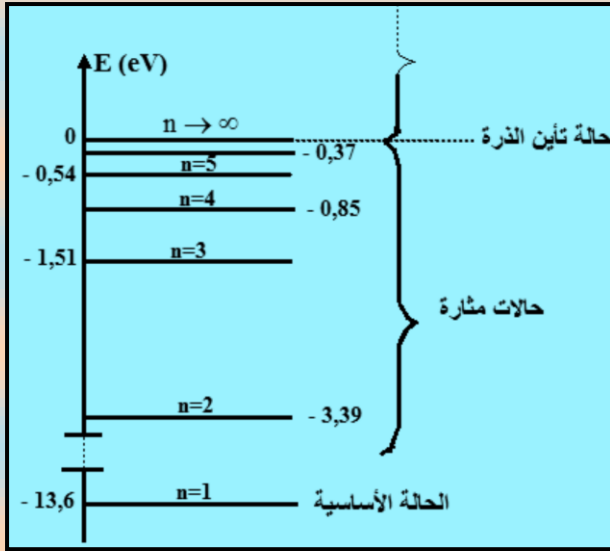 E (eV)
0 n → ∞ حالة تأين الذرة
- 0,37
- 0,54 n=5
n=4 - 0,85
- 1,51 n=3
حالات مثارة
n=2 - 3,39
- 13,6 n=1 الحالة الأساسية